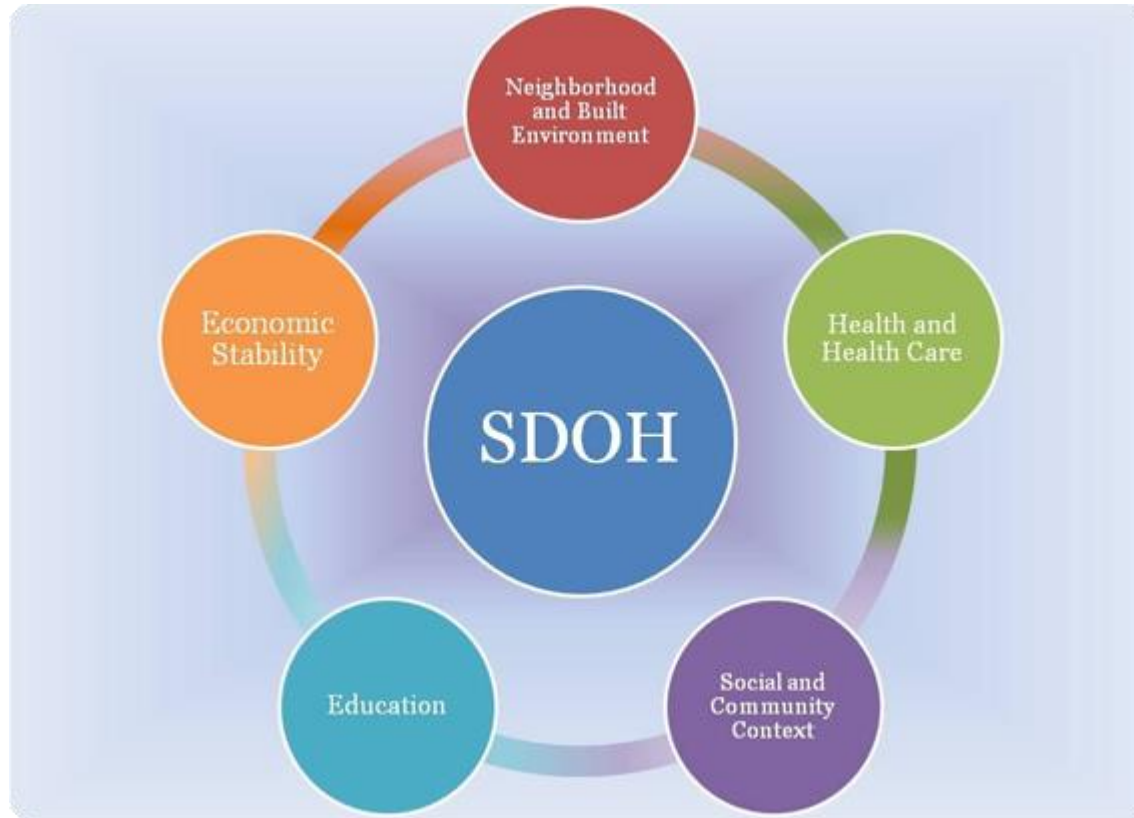 Neighborhood
and Built
Environment
Economic
Stability
Health and
Health Care
SDOH
Education
Social and
Community
Context